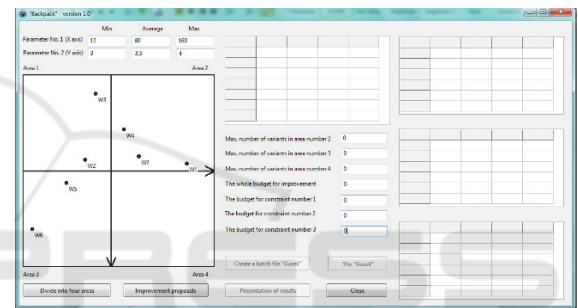 "Backpack" - version 1.0
Min Average Max
Parameter No. 1 (X axis) 12 80 160
Parameter No. 2 (Y axis) 3 3,5 4
Area 1 Area 2
W3
W4
W2 W7 W1
W5
W6
Area 3 Area 4
Max. number of variants in area number 2 0
Max. number of variants in area number 3 0
Max. number of variants in area number 4 0
The whole budget for improvement 0
The budget for constraint number 1 0
The budget for constraint number 2 0
The budget for constraint number 3 0
Create a batch file "Gusek" The "Gusek"
Divide into four areas Improvement proposals Presentation of results Close